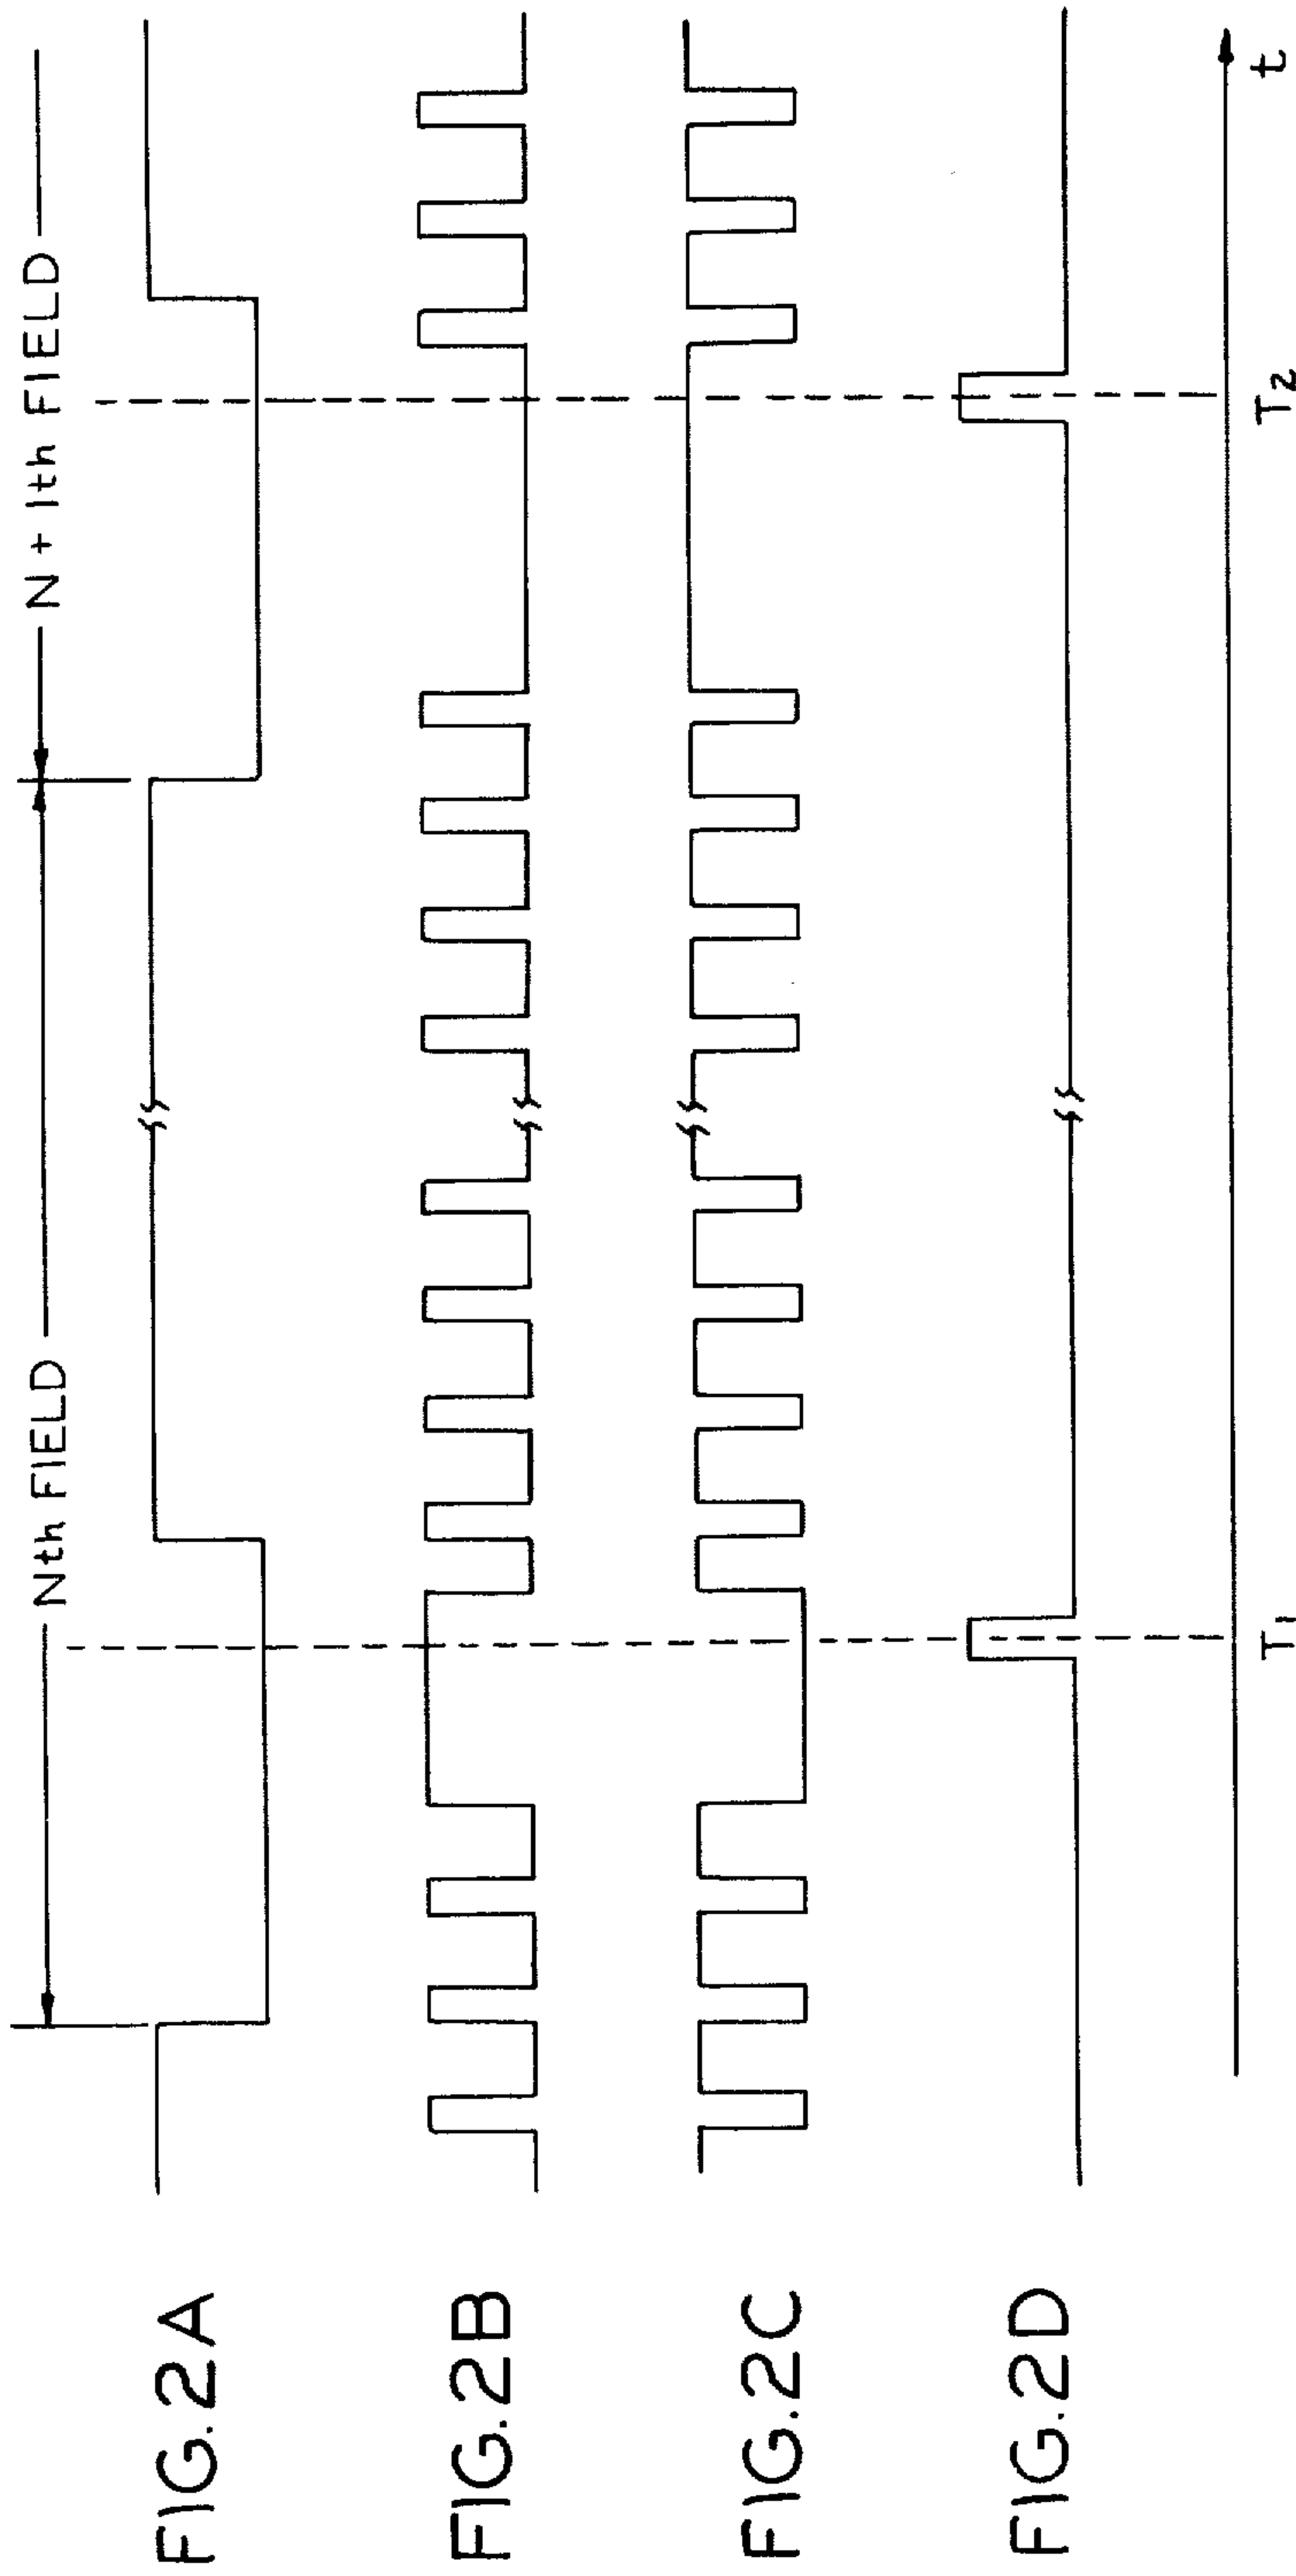 Nth FIELD
N + 1th FIELD
FIG.2A
FIG.2B
FIG.2C
FIG.2D
T1
T2
t